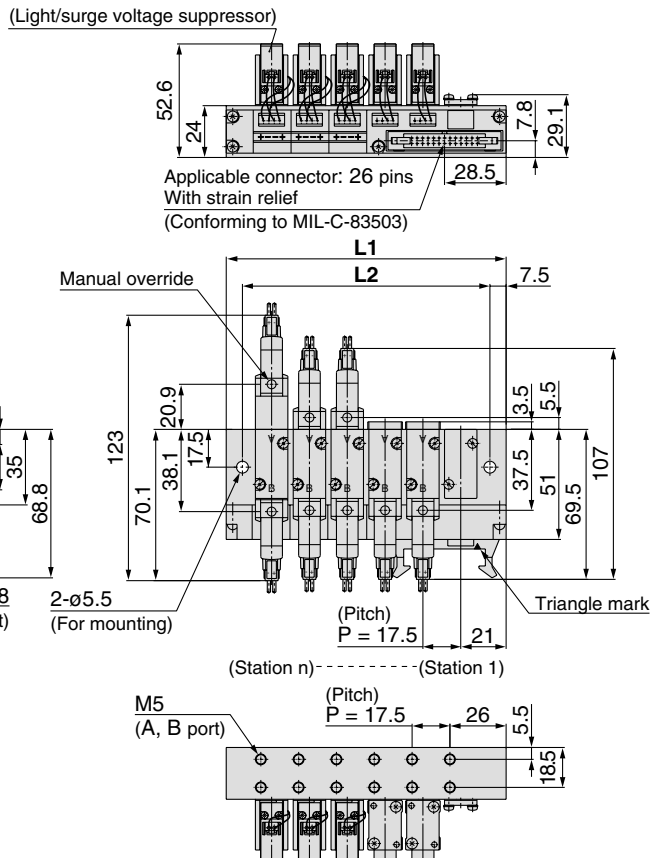 (Light/surge voltage suppressor)
52.6
24
7.8
29.1
28.5
Applicable connector: 26 pins
With strain relief
(Conforming to MIL-C-83503)
L1
L2
7.5
Manual override
123
20.9
17.5
38.1
70.1
35
68.8
3.5
5.5
37.5
51
69.5
107
B
B
B
B
8
t)
2-ø5.5
(For mounting)
Triangle mark
(Pitch)
P = 17.5
21
(Station n)
(Station 1)
M5
(A, B port)
(Pitch)
P = 17.5
26
5.5
18.5